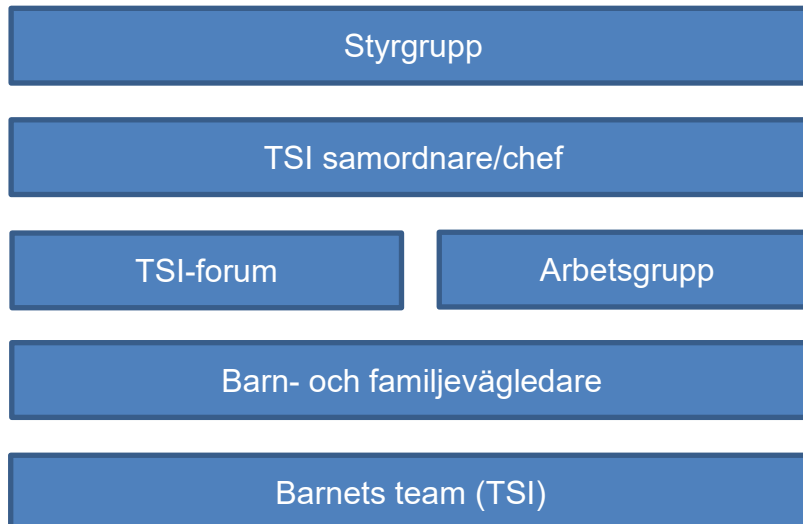 Styrgrupp
TSI samordnare/chef
TSI-forum
Arbetsgrupp
Barn- och familjevägledare
Barnets team (TSI)